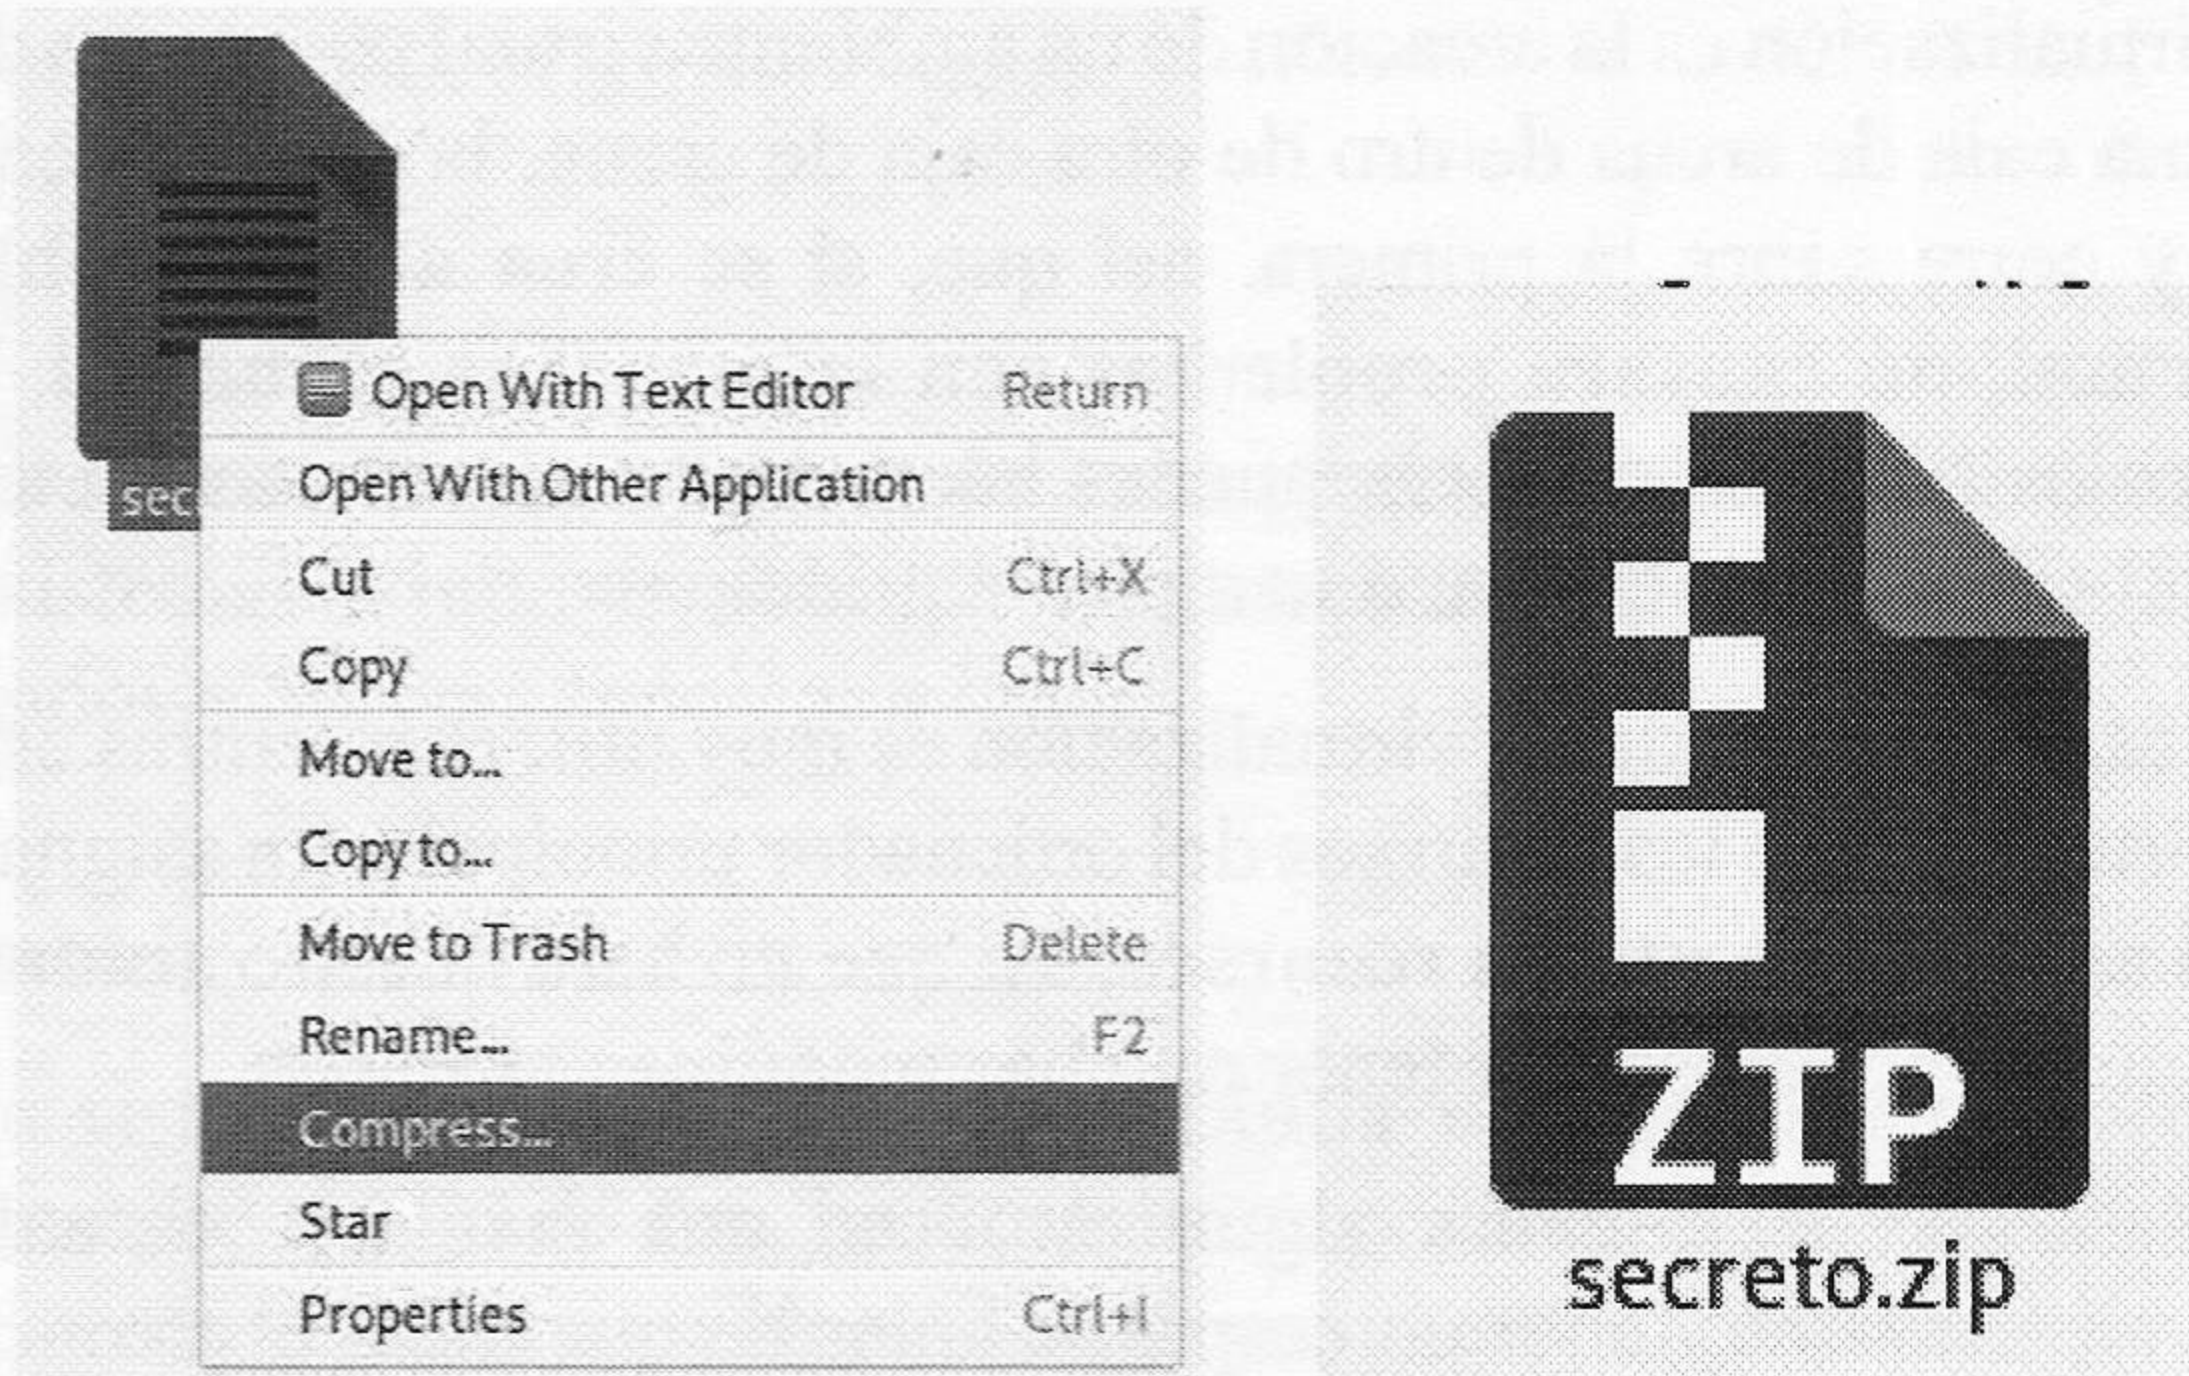 sec
Open With Text Editor Return
Open With Other Application
Cut Ctrl+X
Copy Ctrl+C
Move to...
Copy to...
Move to Trash Delete
Rename... F2
Compress...
Star
Properties Ctrl+I
ZIP
secreto.zip